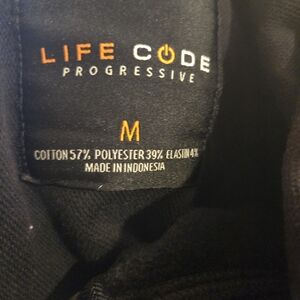 LIFE CODE
PROGRESSIVE
M
COTTON 57% POLYESTER 39% ELASTIN 4%
MADE IN INDONESIA